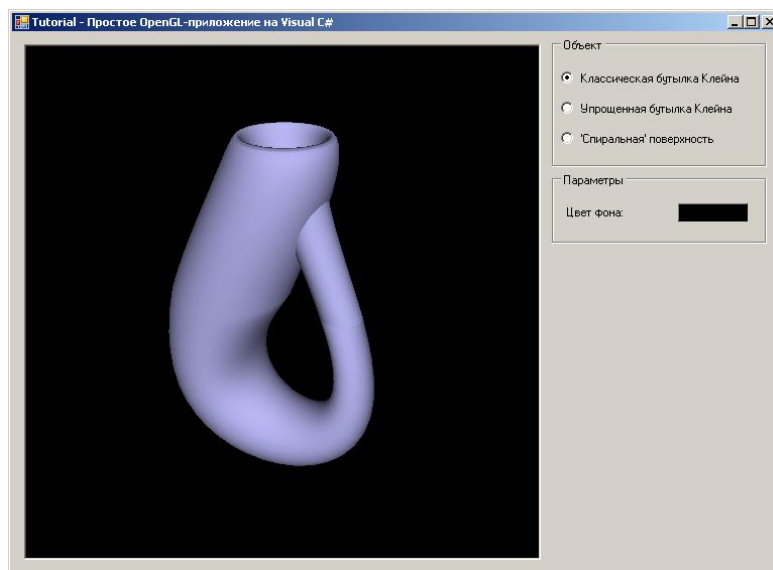 Tutorial - Простое OpenGL-приложение на Visual C#
Объект
Классическая бутылка Клейна
Упрощенная бутылка Клейна
'Спиральная' поверхность
Параметры
Цвет фона: